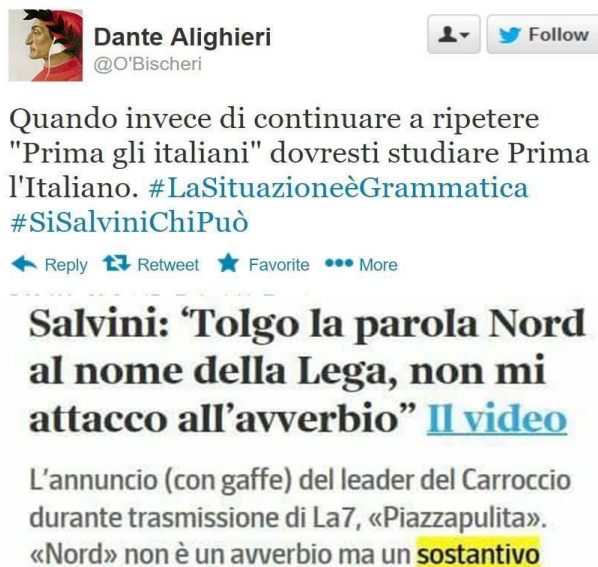 Dante Alighieri
@O'Bischeri
Follow
Quando invece di continuare a ripetere
"Prima gli italiani" dovresti studiare Prima
l'Italiano. #LaSituazioneèGrammatica
#SiSalviniChiPuò
Reply Retweet Favorite More
Salvini: ‘Tolgo la parola Nord
al nome della Lega, non mi
attacco all’avverbio” Il video
L’annuncio (con gaffe) del leader del Carroccio
durante trasmissione di La7, «Piazzapulita».
«Nord» non è un avverbio ma un sostantivo